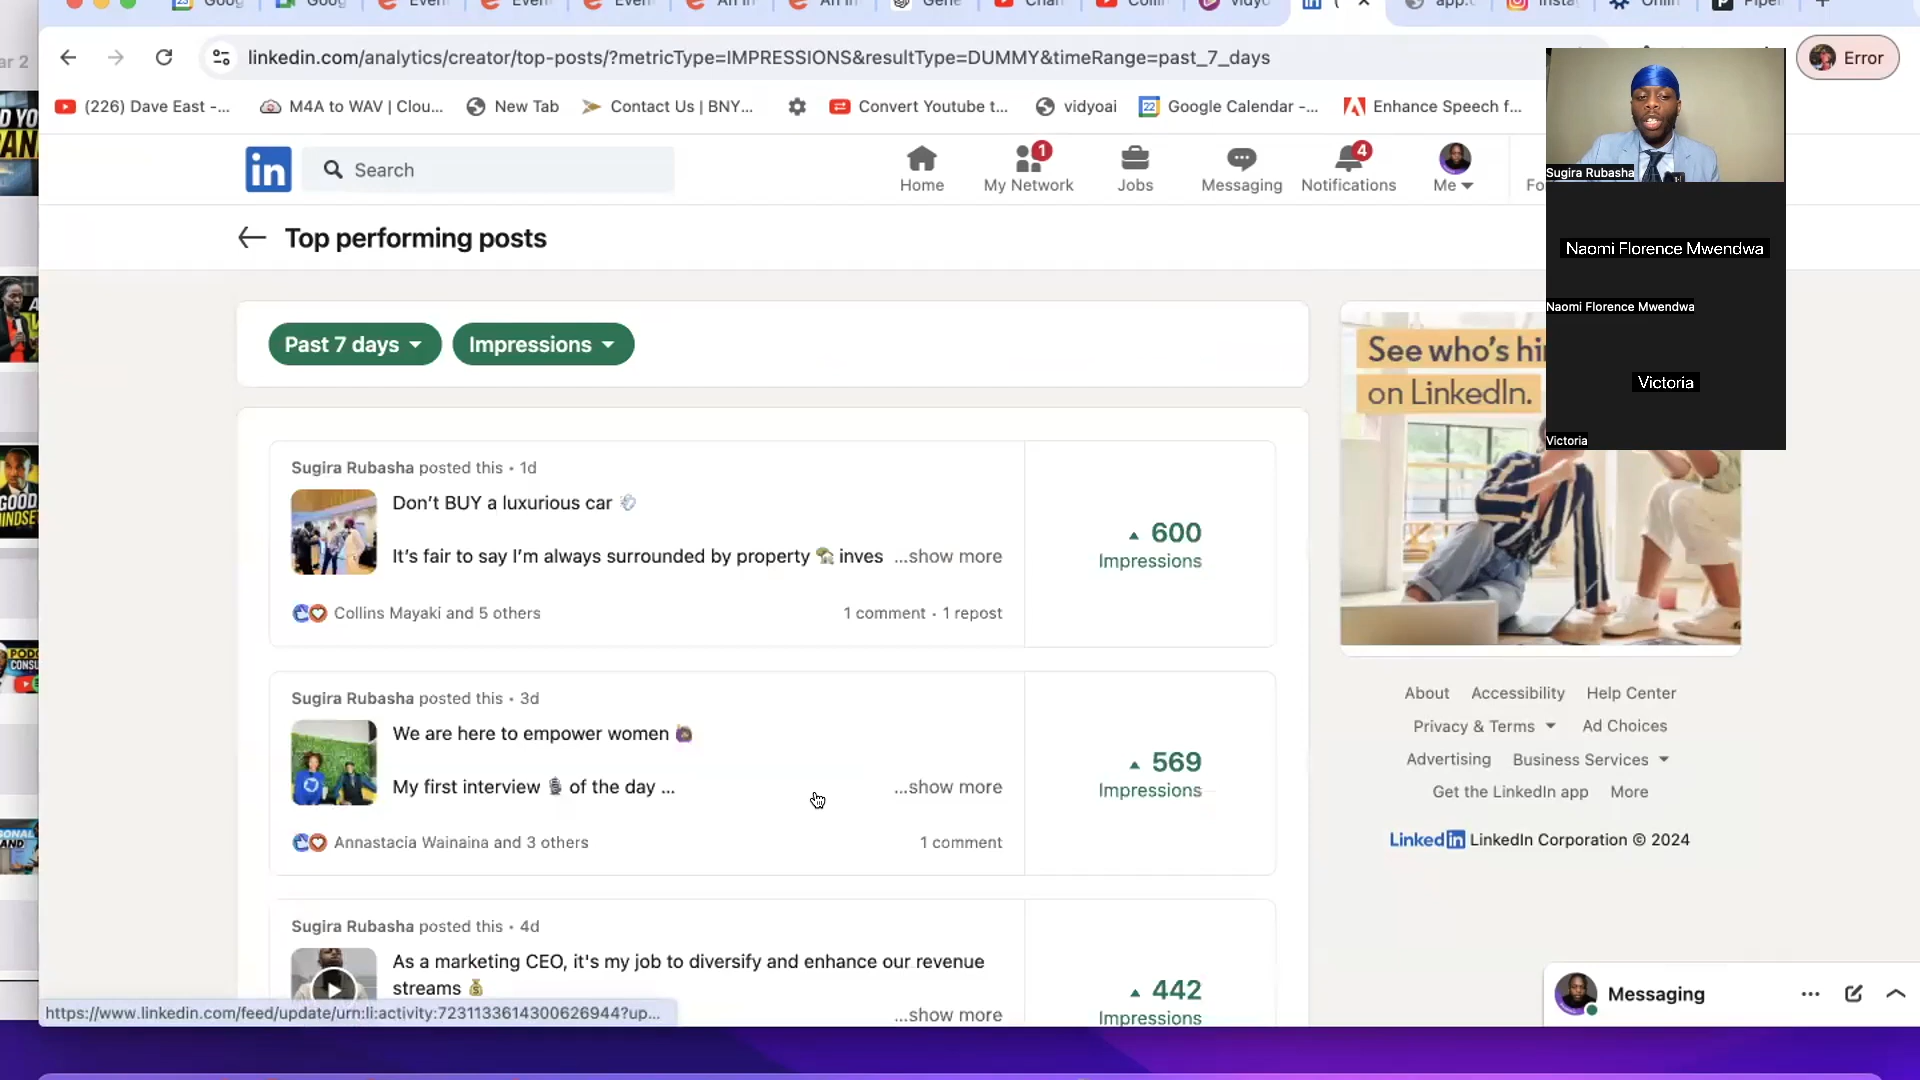 linkedin.com/analytics/creator/top-posts/?metricType=IMPRESSIONS&resultType=DUMMY&timeRange=past_7_days
Error
(226) Dave East -...
M4A to WAV | Clou...
New Tab
Contact Us | BNY...
Convert Youtube t...
vidyoai
Google Calendar -...
Enhance Speech f...
in
Search
Home
My Network
1
Jobs
Messaging
Notifications
4
Me
Sugira Rubasha
Naomi Florence Mwendwa
Naomi Florence Mwendwa
Victoria
Victoria
Top performing posts
Past 7 days
Impressions
Sugira Rubasha posted this • 1d
Don't BUY a luxurious car
It's fair to say I'm always surrounded by property 🏡 inves ...show more
Collins Mayaki and 5 others
1 comment • 1 repost
600
Impressions
Sugira Rubasha posted this • 3d
We are here to empower women
My first interview 🎙 of the day ... ...show more
Annastacia Wainaina and 3 others
1 comment
569
Impressions
Sugira Rubasha posted this • 4d
As a marketing CEO, it's my job to diversify and enhance our revenue
streams 💰
...show more
442
Impressions
See who's hi
on LinkedIn.
About Accessibility Help Center
Privacy & Terms Ad Choices
Advertising Business Services
Get the LinkedIn app More
LinkedIn LinkedIn Corporation © 2024
Messaging
https://www.linkedin.com/feed/update/urn:li:activity:7231133614300626944?up...